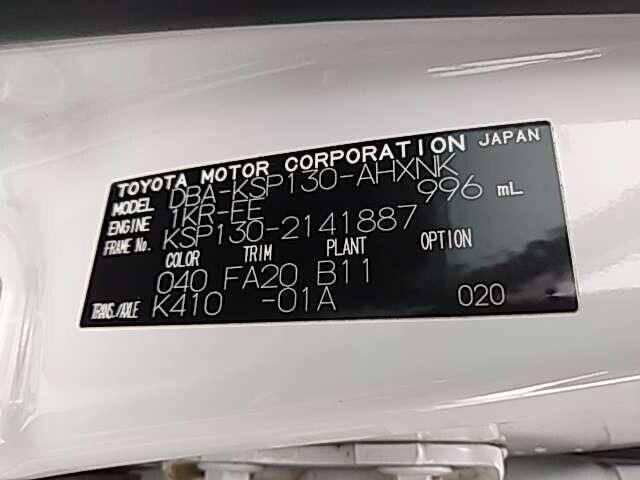 TOYOTA MOTOR CORPORATION JAPAN
MODEL DBA-KSP130-AHXNK
ENGINE 1KR-FE 996 mL
FRAME No. KSP130-2141887
COLOR TRIM PLANT OPTION
040 FA20 B11
TRANS./AXLE K410 -01A 020